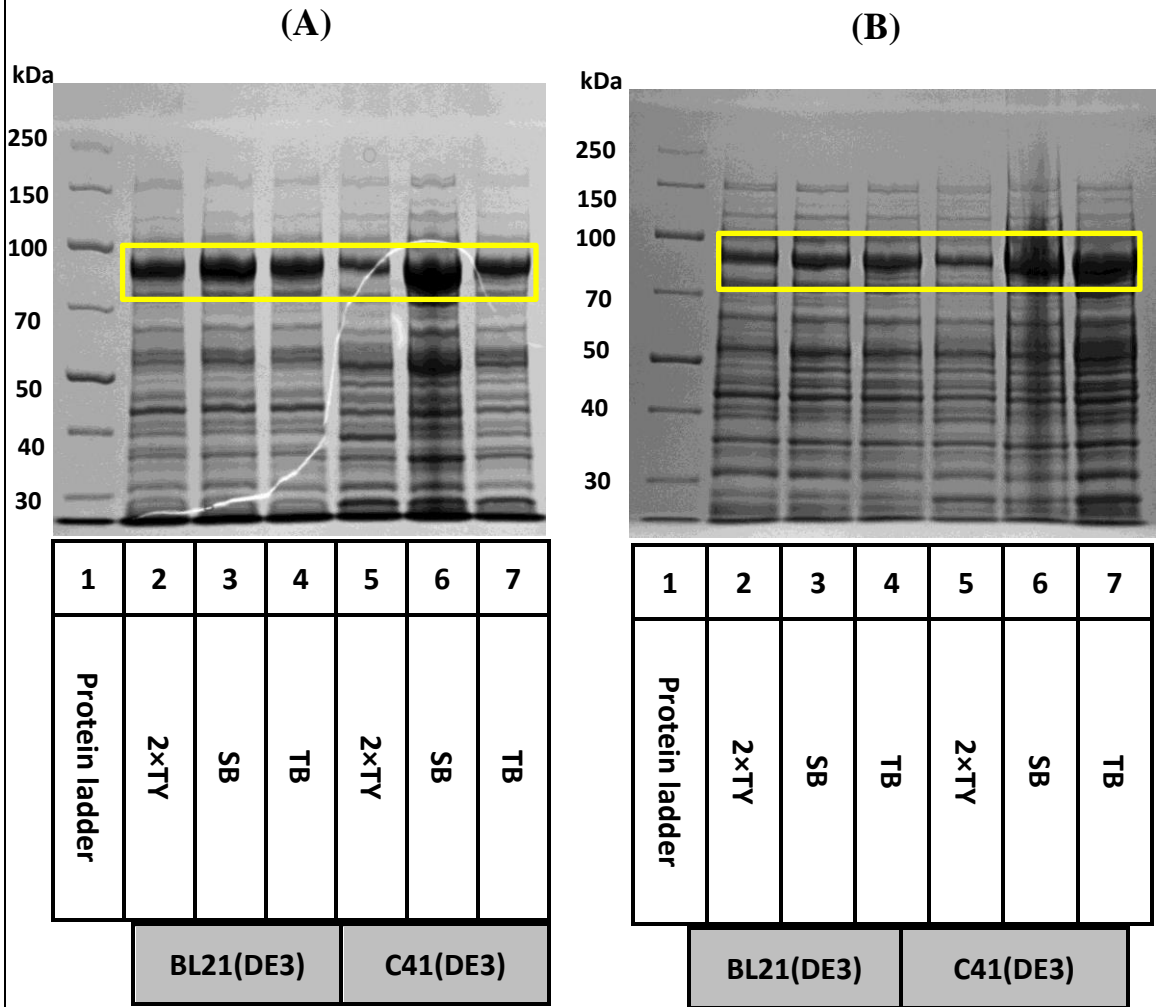 (A)
kDa
250
150
100
70
50
40
30
1 2 3 4 5 6 7
Protein ladder 2×TY SB TB 2×TY SB TB
BL21(DE3) C41(DE3)
(B)
kDa
250
150
100
70
50
40
30
1 2 3 4 5 6 7
Protein ladder 2×TY SB TB 2×TY SB TB
BL21(DE3) C41(DE3)